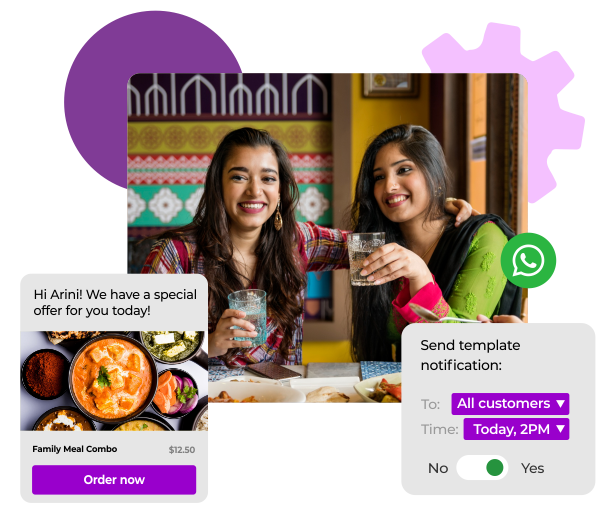 Hi Arini! We have a special
offer for you today!
Family Meal Combo
$12.50
Order now
Send template
notification:
To: All customers
Time: Today, 2PM
No Yes